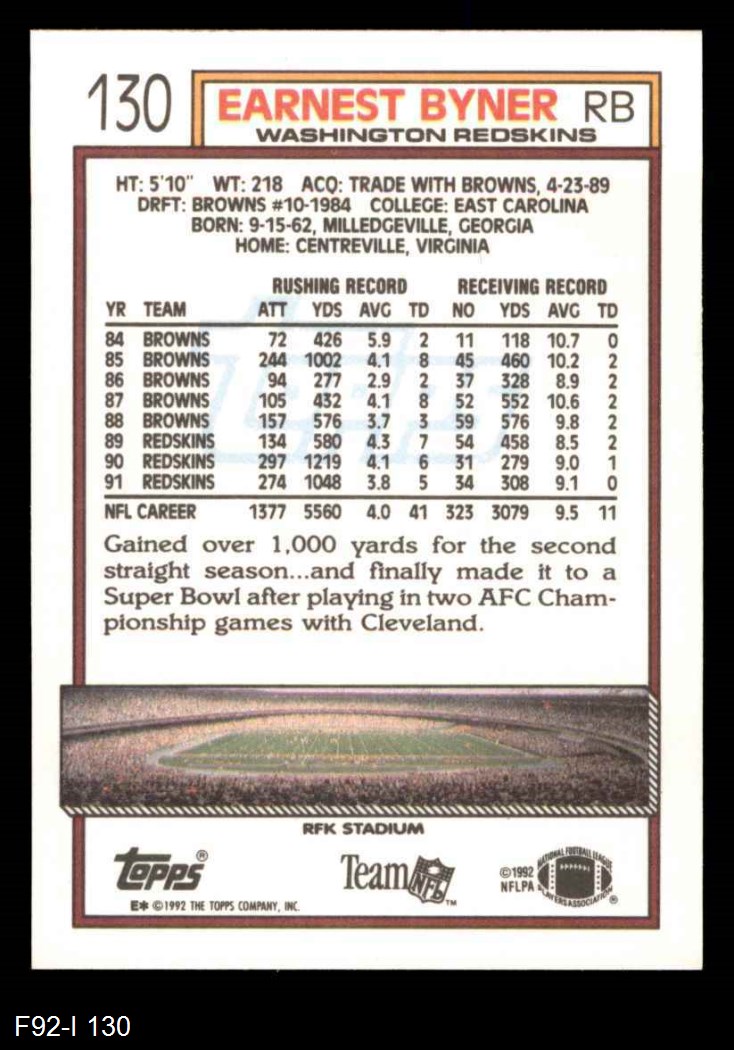 130 EARNEST BYNER RB
WASHINGTON REDSKINS
HT: 5'10" WT: 218 ACQ: TRADE WITH BROWNS, 4-23-89
DRFT: BROWNS #10-1984 COLLEGE: EAST CAROLINA
BORN: 9-15-62, MILLEDGEVILLE, GEORGIA
HOME: CENTREVILLE, VIRGINIA
RUSHING RECORD RECEIVING RECORD
YR TEAM ATT YDS AVG TD NO YDS AVG TD
84 BROWNS 72 426 5.9 2 11 118 10.7 0
85 BROWNS 244 1002 4.1 8 45 460 10.2 2
86 BROWNS 94 277 2.9 2 37 328 8.9 2
87 BROWNS 105 432 4.1 8 52 552 10.6 2
88 BROWNS 157 576 3.7 3 59 576 9.8 2
89 REDSKINS 134 580 4.3 7 54 458 8.5 2
90 REDSKINS 297 1219 4.1 6 31 279 9.0 1
91 REDSKINS 274 1048 3.8 5 34 308 9.1 0
NFL CAREER 1377 5560 4.0 41 323 3079 9.5 11
Gained over 1,000 yards for the second
straight season...and finally made it to a
Super Bowl after playing in two AFC Cham-
pionship games with Cleveland.
RFK STADIUM
Topps®
E* ©1992 THE TOPPS COMPANY, INC.
Team NFL™
©1992
NFLPA
NATIONAL FOOTBALL LEAGUE
PLAYERS ASSOCIATION ®
F92-I 130